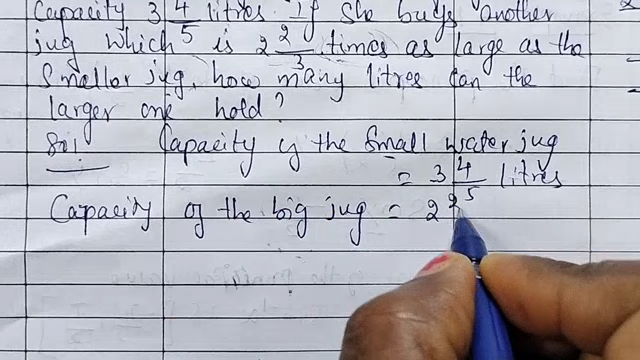 Capacity 3 4/5 litres. If she buys another
jug which is 2 2/3 times as large as the
smaller jug, how many litres can the
larger one hold?
Sol Capacity of the small water jug
= 3 4/5 litres
Capacity of the big jug = 2 2